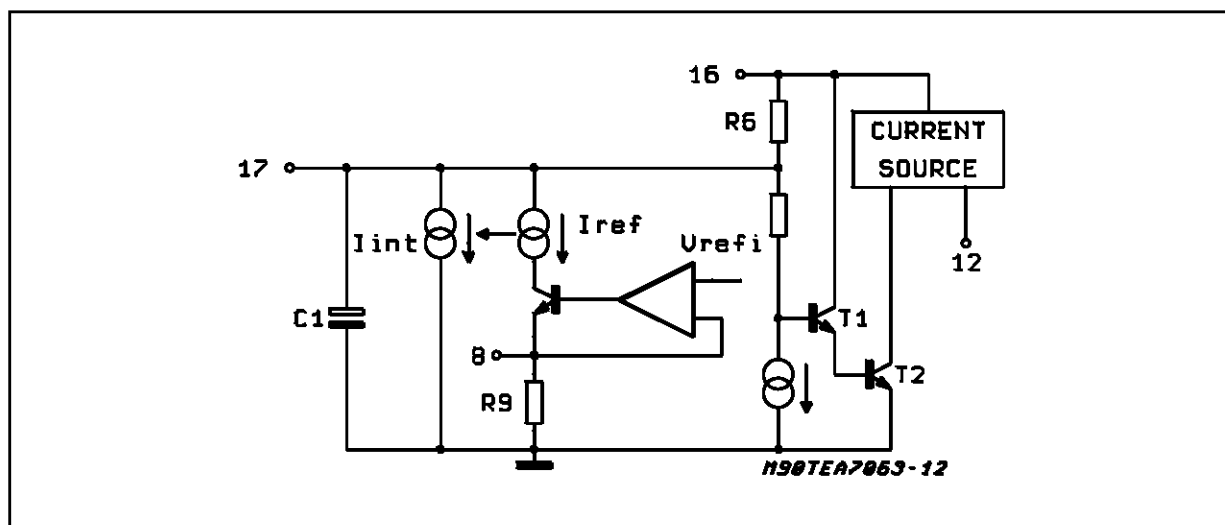 16
R6
CURRENT
SOURCE
17
Iint
Iref
Vrefi
12
C1
T1
8
T2
R9
M90TEA7063-12